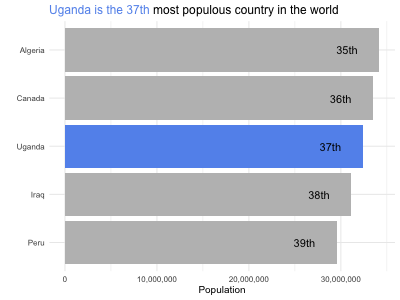 Uganda is the 37th most populous country in the world
Algeria
35th
Canada
36th
Uganda
37th
Iraq
38th
Peru
39th
0
10,000,000
20,000,000
30,000,000
Population